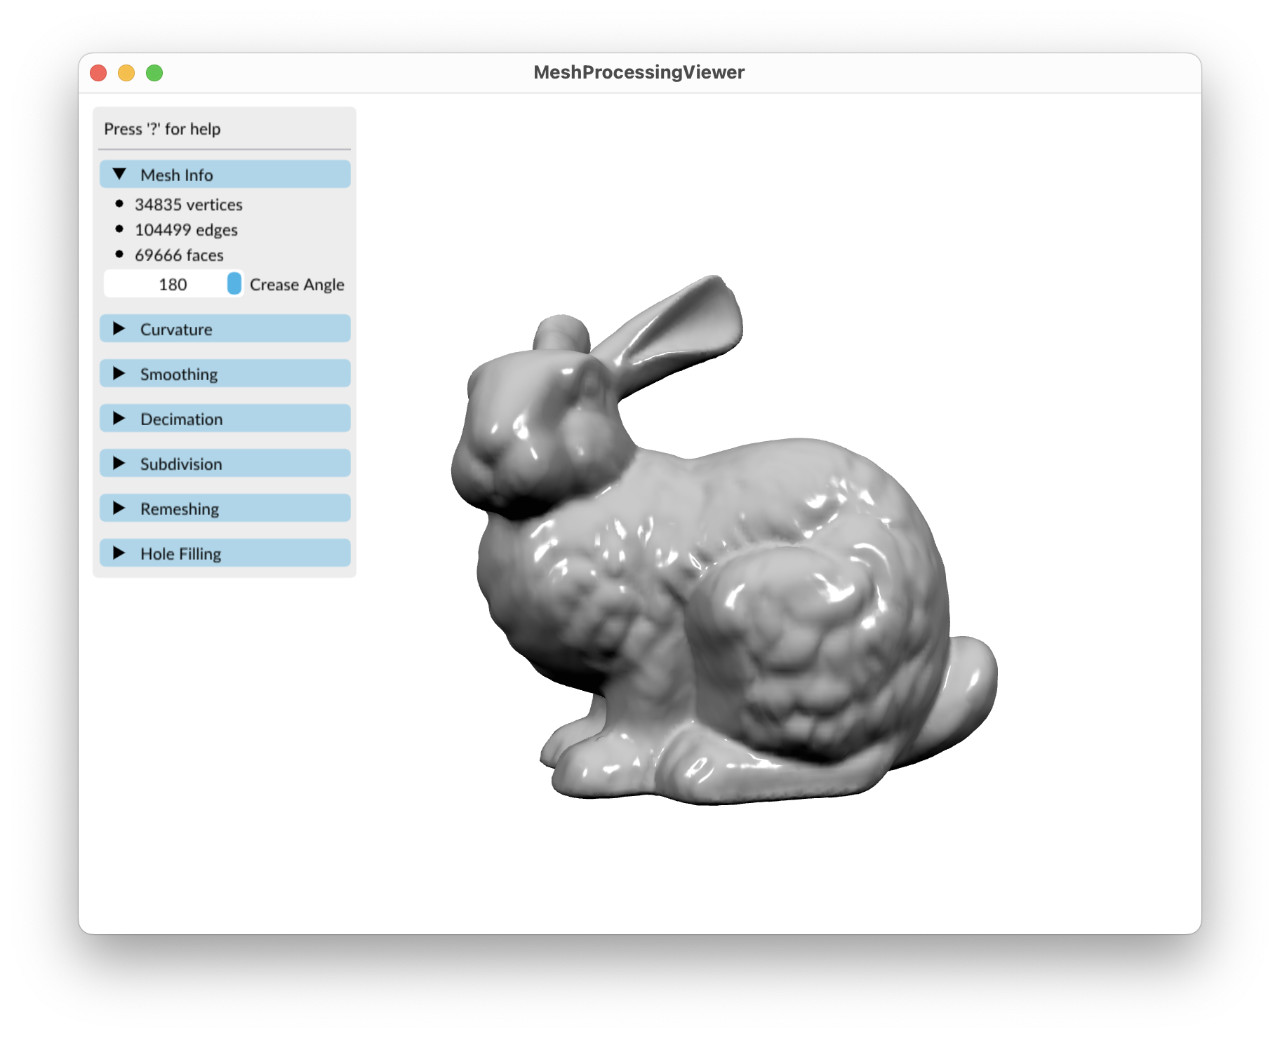 MeshProcessingViewer
Press '?' for help
Mesh Info
34835 vertices
104499 edges
69666 faces
180 Crease Angle
Curvature
Smoothing
Decimation
Subdivision
Remeshing
Hole Filling